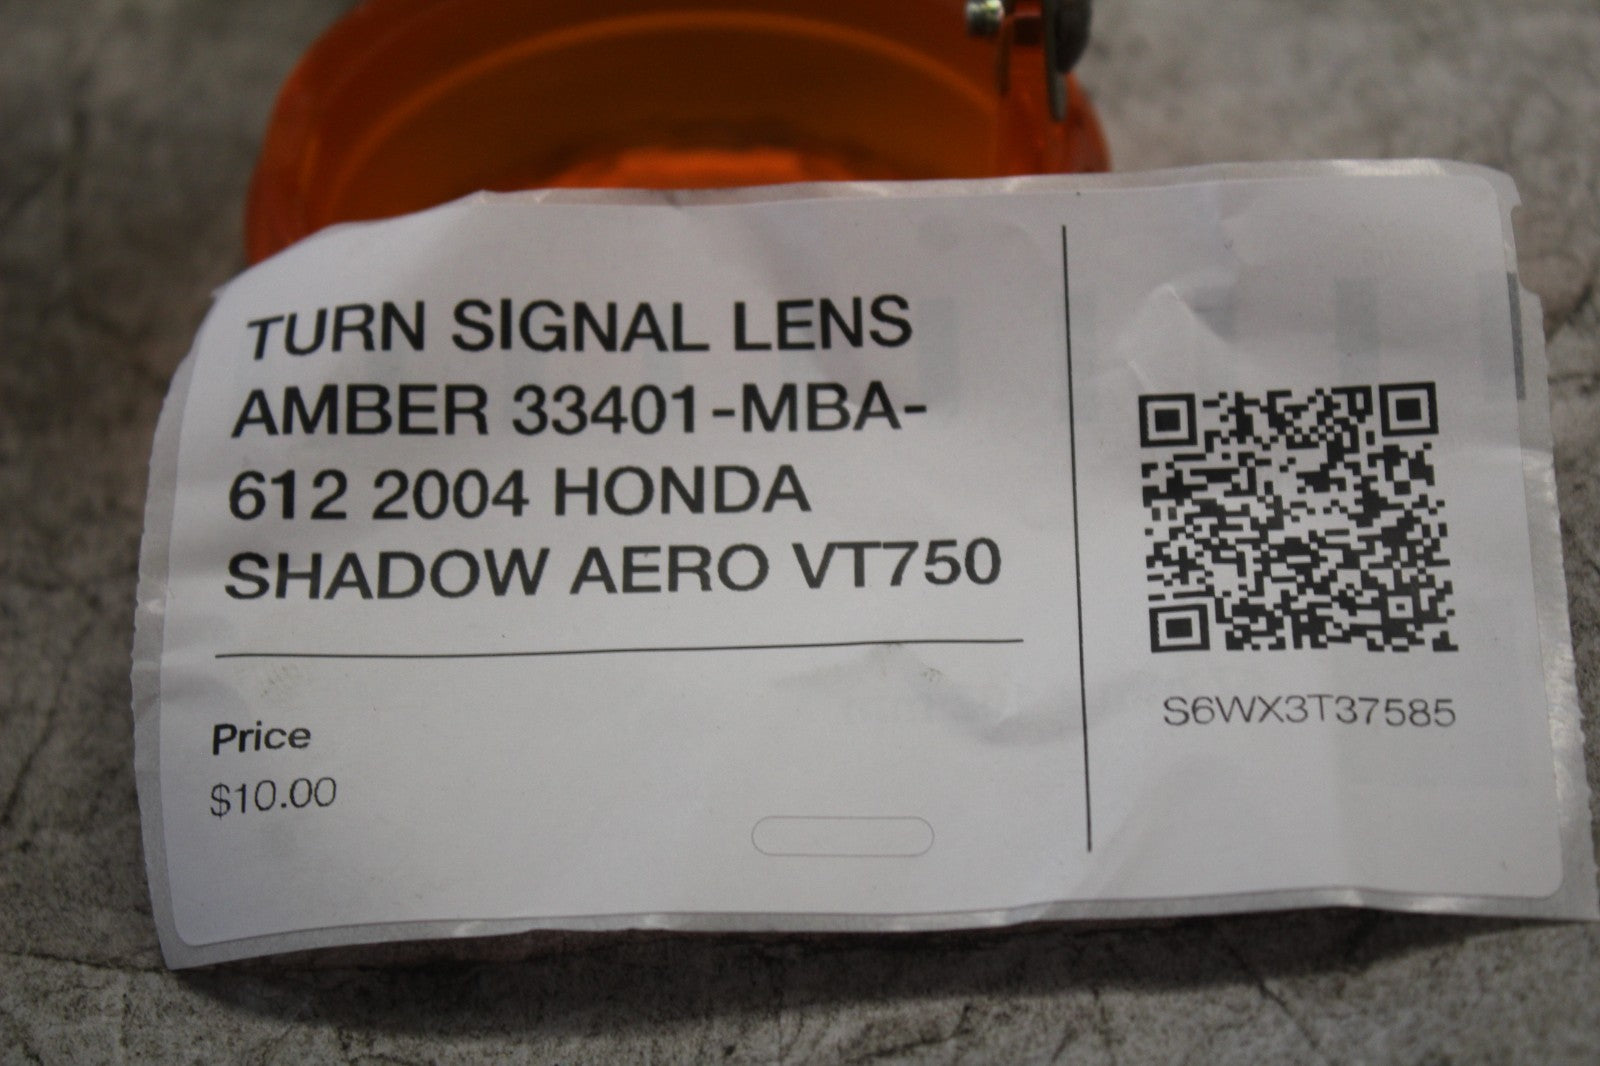 TURN SIGNAL LENS
AMBER 33401-MBA-
612 2004 HONDA
SHADOW AERO VT750
Price
$10.00
S6WX3T37585